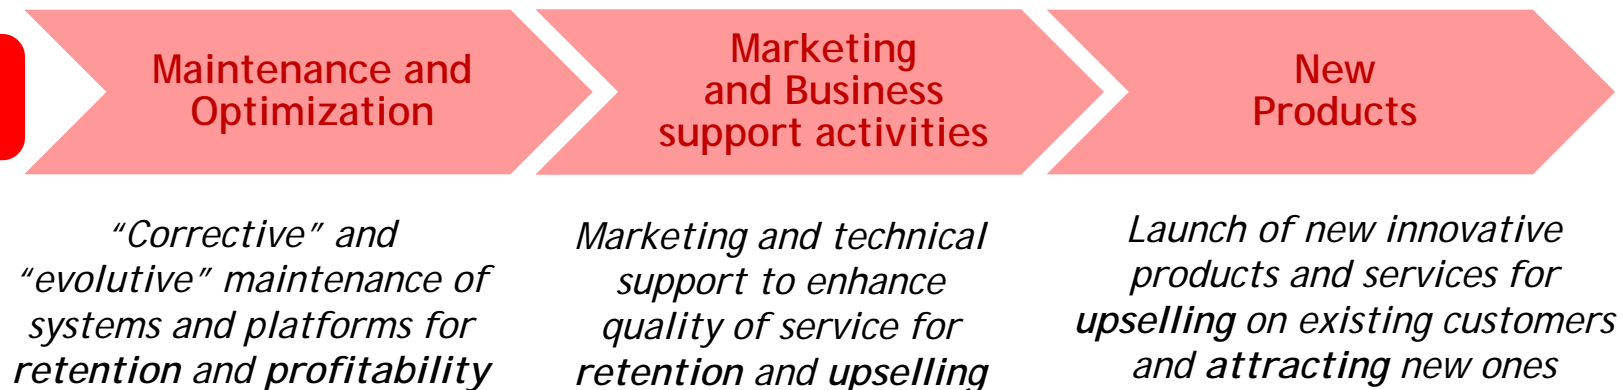 Maintenance and
Optimization
Marketing
and Business
support activities
New
Products
“Corrective” and
“evolutive” maintenance of
systems and platforms for
retention and profitability
Marketing and technical
support to enhance
quality of service for
retention and upselling
Launch of new innovative
products and services for
upselling on existing customers
and attracting new ones